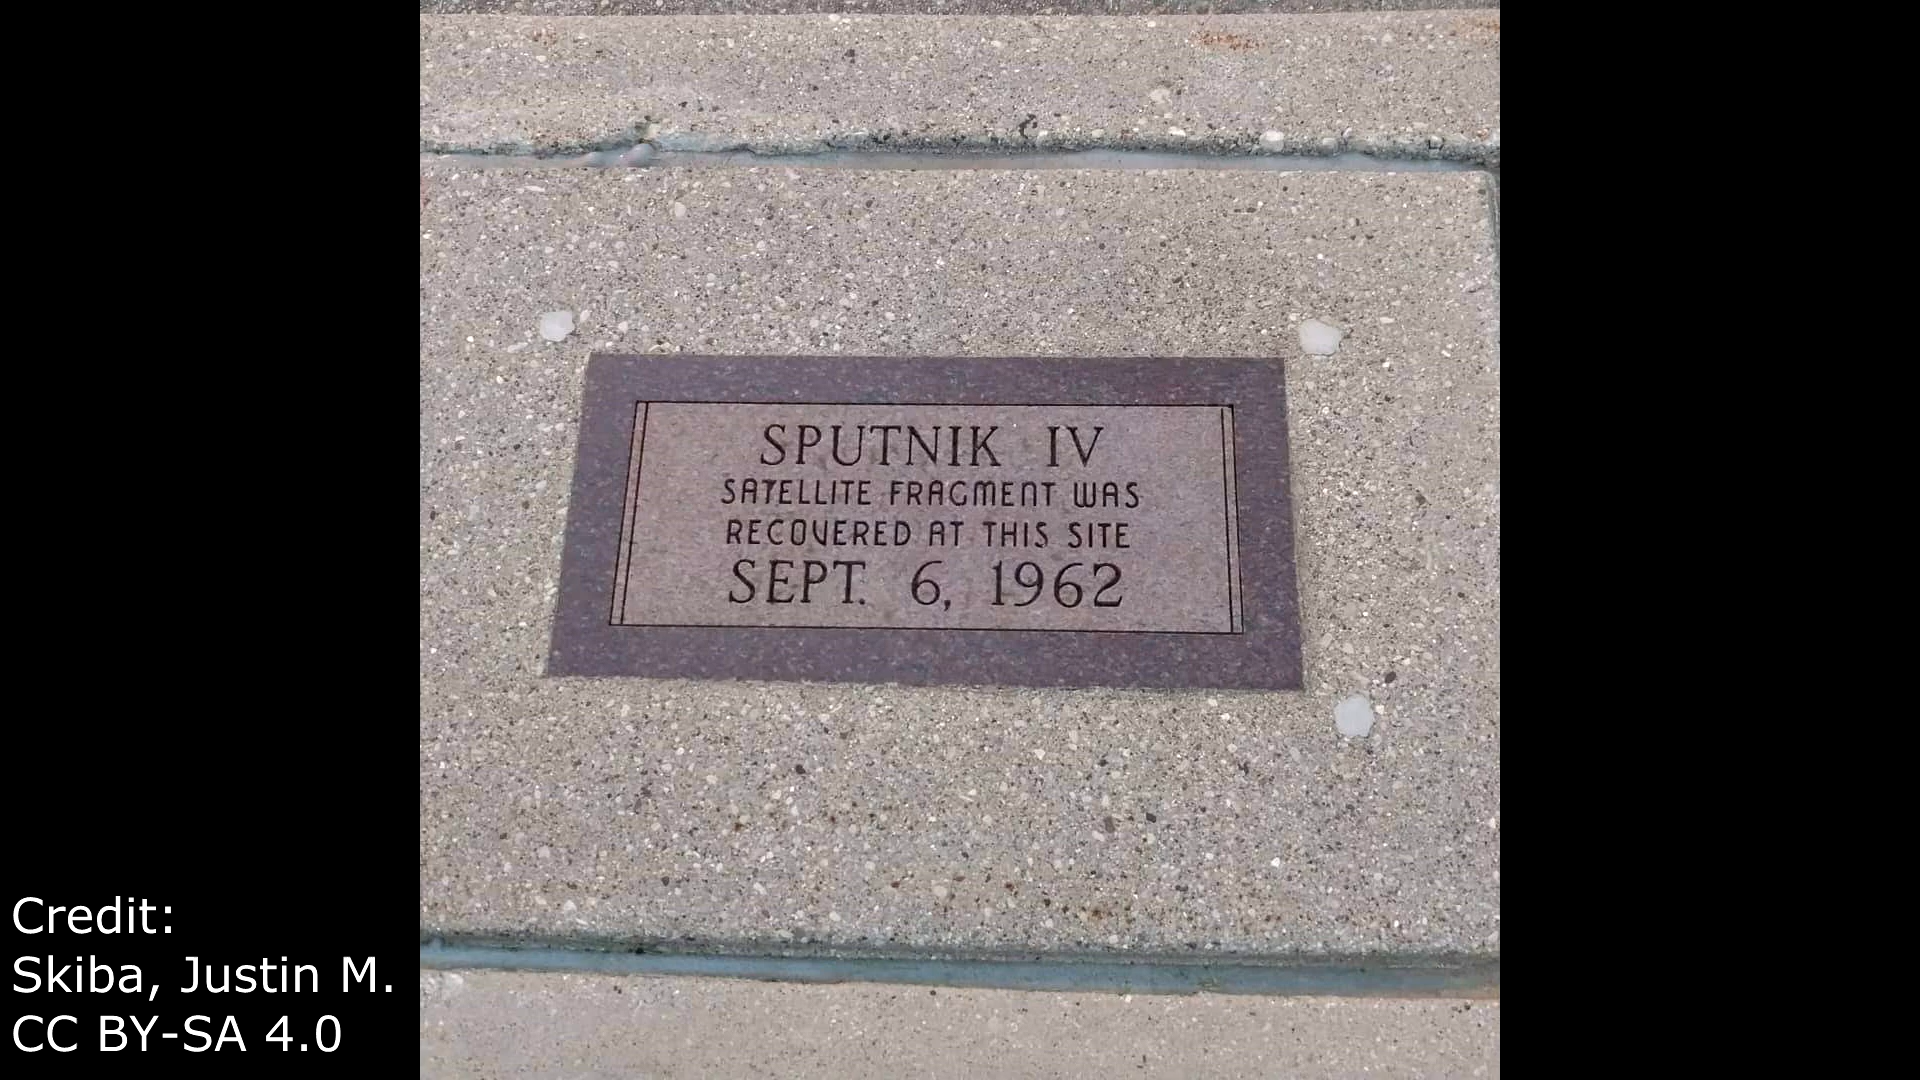 SPUTNIK IV
SATELLITE FRAGMENT WAS
RECOVERED AT THIS SITE
SEPT. 6, 1962
Credit:
Skiba, Justin M.
CC BY-SA 4.0